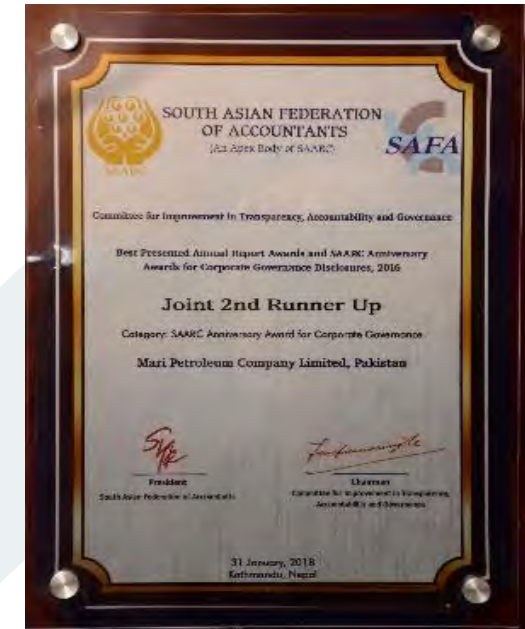 SOUTH ASIAN FEDERATION
OF ACCOUNTANTS
(An Apex Body of SAARC)
SAARC
SAFA
Committee for Improvement in Transparency, Accountability and Governance
Best Presented Annual Report Awards and SAARC Anniversary
Awards for Corporate Governance Disclosures, 2016
Joint 2nd Runner Up
Category: SAARC Anniversary Award for Corporate Governance
Mari Petroleum Company Limited, Pakistan
President
South Asian Federation of Accountants
Chairman
Committee for Improvement in Transparency,
Accountability and Governance
31 January, 2018
Kathmandu, Nepal